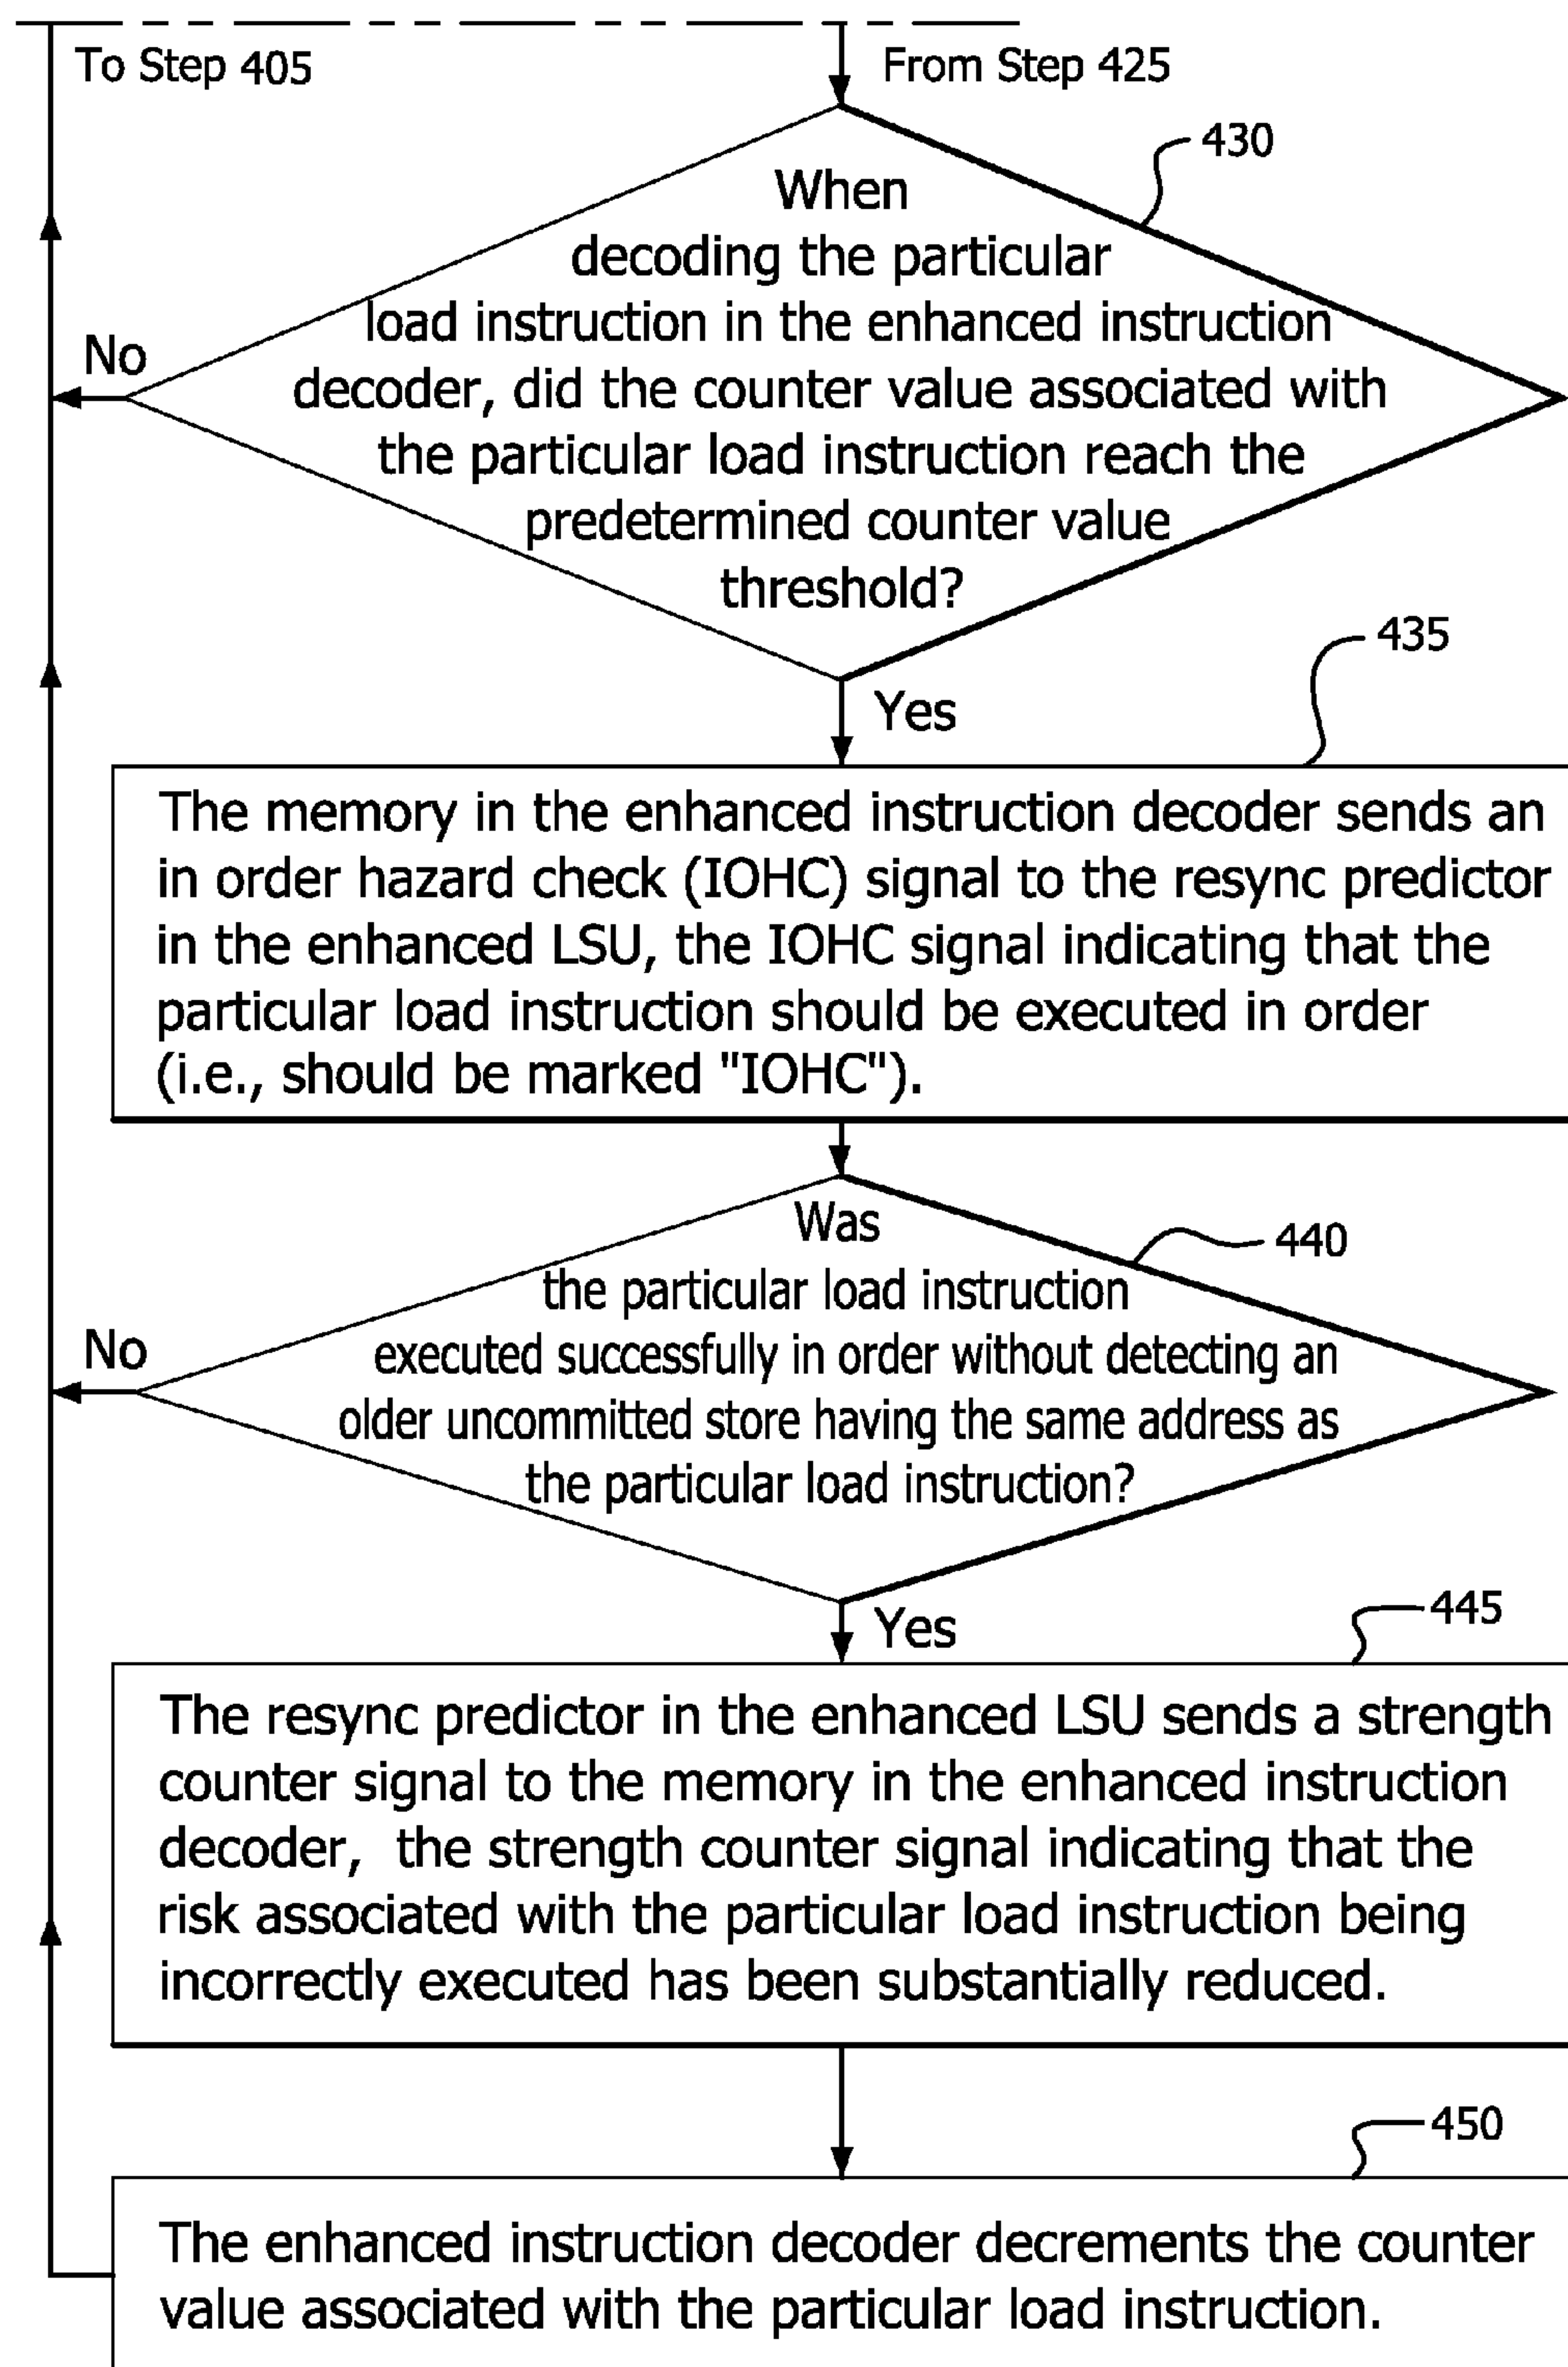 To Step 405
From Step 425
430
When
decoding the particular
load instruction in the enhanced instruction
decoder, did the counter value associated with
the particular load instruction reach the
predetermined counter value
threshold?
No
Yes
435
The memory in the enhanced instruction decoder sends an
in order hazard check (IOHC) signal to the resync predictor
in the enhanced LSU, the IOHC signal indicating that the
particular load instruction should be executed in order
(i.e., should be marked "IOHC").
440
Was
the particular load instruction
executed successfully in order without detecting an
older uncommitted store having the same address as
the particular load instruction?
No
Yes
445
The resync predictor in the enhanced LSU sends a strength
counter signal to the memory in the enhanced instruction
decoder, the strength counter signal indicating that the
risk associated with the particular load instruction being
incorrectly executed has been substantially reduced.
450
The enhanced instruction decoder decrements the counter
value associated with the particular load instruction.